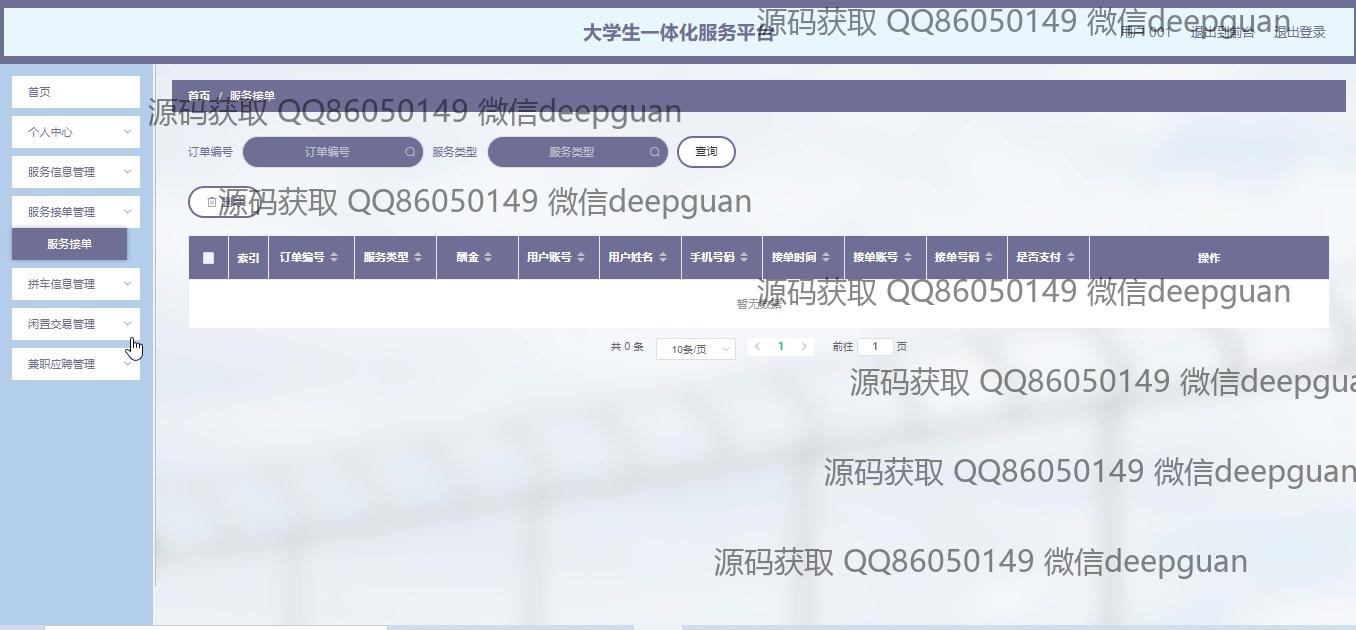 大学生一体化服务平台
用户 001 退出到前台 退出登录
源码获取 QQ86050149 微信deepguan
首页
首页 / 服务接单
源码获取 QQ86050149 微信deepguan
个人中心
订单编号 订单编号 服务类型 服务类型 查询
服务信息管理
删除
源码获取 QQ86050149 微信deepguan
服务接单管理
服务接单
索引 订单编号 服务类型 酬金 用户账号 用户姓名 手机号码 接单时间 接单账号 接单号码 是否支付 操作
拼车信息管理
暂无数据
源码获取 QQ86050149 微信deepguan
闲置交易管理
共 0 条 10条/页 1 前往 1 页
兼职应聘管理
源码获取 QQ86050149 微信deepgua
源码获取 QQ86050149 微信deepguan
源码获取 QQ86050149 微信deepguan